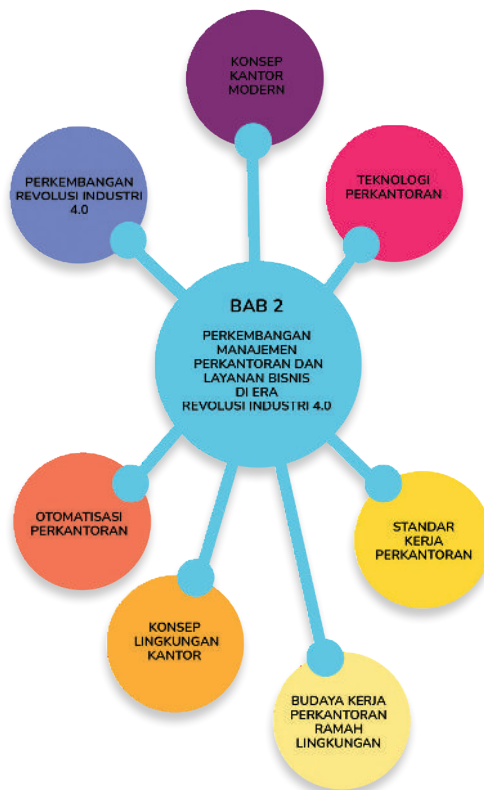 KONSEP
KANTOR
MODERN
PERKEMBANGAN
REVOLUSI INDUSTRI
4.0
TEKNOLOGI
PERKANTORAN
BAB 2
PERKEMBANGAN
MANAJEMEN
PERKANTORAN DAN
LAYANAN BISNIS
DI ERA
REVOLUSI INDUSTRI 4.0
OTOMATISASI
PERKANTORAN
STANDAR
KERJA
PERKANTORAN
KONSEP
LINGKUNGAN
KANTOR
BUDAYA KERJA
PERKANTORAN
RAMAH
LINGKUNGAN